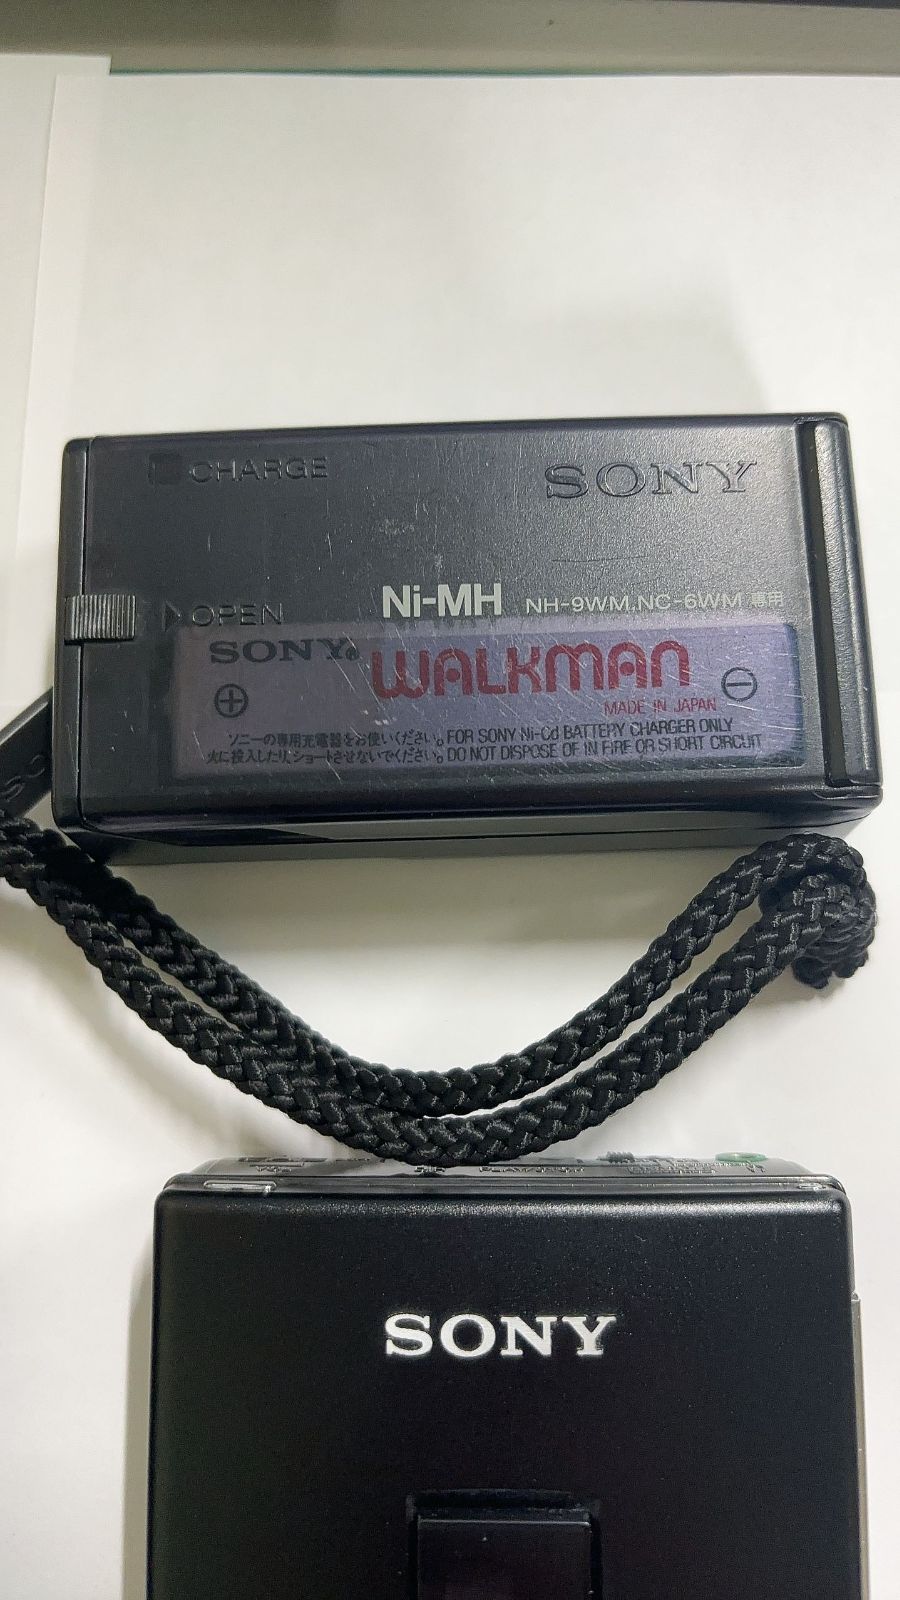 CHARGE
SONY
Ni-MH NH-9WM,NC-6WM 専用
OPEN
SONY WALKMAN
⊕ ⊖
MADE IN JAPAN
ソニーの専用充電器をお使いください。FOR SONY Ni-Cd BATTERY CHARGER ONLY
火に投入したり、ショートさせないでください。DO NOT DISPOSE OF IN FIRE OR SHORT CIRCUIT
SONY